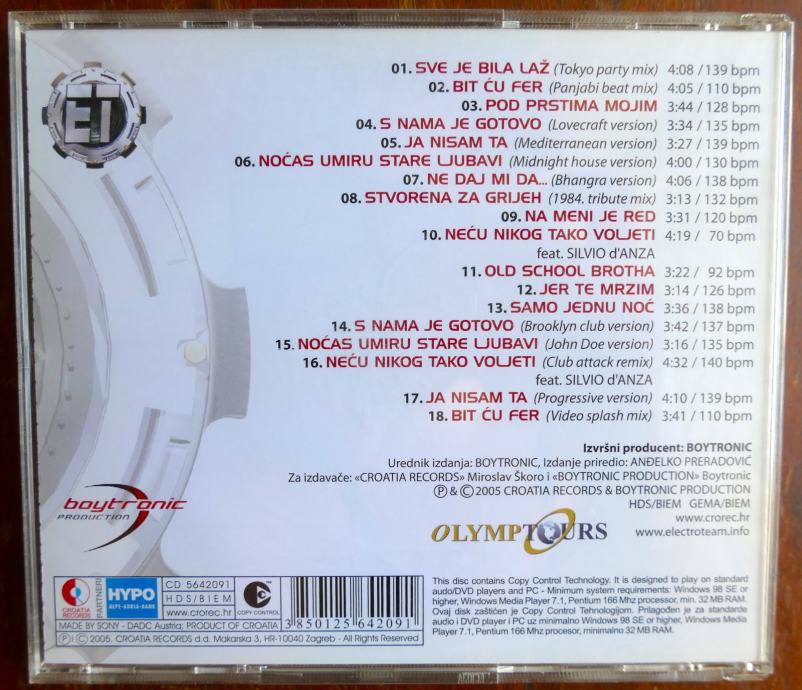 ET
01. SVE JE BILA LAŽ (Tokyo party mix) 4:08 / 139 bpm
02. BIT ĆU FER (Panjabi beat mix) 4:05 / 110 bpm
03. POD PRSTIMA MOJIM 3:44 / 128 bpm
04. S NAMA JE GOTOVO (Lovecraft version) 3:34 / 135 bpm
05. JA NISAM TA (Mediterranean version) 3:27 / 139 bpm
06. NOĆAS UMIRU STARE LJUBAVI (Midnight house version) 4:00 / 130 bpm
07. NE DAJ MI DA... (Bhangra version) 4:06 / 138 bpm
08. STVORENA ZA GRIJEH (1984. tribute mix) 3:13 / 132 bpm
09. NA MENI JE RED 3:31 / 120 bpm
10. NEĆU NIKOG TAKO VOLJETI 4:19 / 70 bpm
feat. SILVIO d'ANZA
11. OLD SCHOOL BROTHA 3:22 / 92 bpm
12. JER TE MRZIM 3:14 / 126 bpm
13. SAMO JEDNU NOĆ 3:36 / 138 bpm
14. S NAMA JE GOTOVO (Brooklyn club version) 3:42 / 137 bpm
15. NOĆAS UMIRU STARE LJUBAVI (John Doe version) 3:16 / 135 bpm
16. NEĆU NIKOG TAKO VOLJETI (Club attack remix) 4:32 / 140 bpm
feat. SILVIO d'ANZA
17. JA NISAM TA (Progressive version) 4:10 / 139 bpm
18. BIT ĆU FER (Video splash mix) 3:41 / 110 bpm
Izvršni producent: BOYTRONIC
Urednik izdanja: BOYTRONIC, Izdanje priredio: ANĐELKO PRERADOVIĆ
Za izdavače: «CROATIA RECORDS» Miroslav Škoro i «BOYTRONIC PRODUCTION» Boytronic
Ⓟ & © 2005 CROATIA RECORDS & BOYTRONIC PRODUCTION
HDS/BIEM GEMA/BIEM
www.crorec.hr
www.electroteam.info
boytronic
PRODUCTION
OLYMPTOURS
CROATIA RECORDS
PARTNERI
HYPO
ALPE-ADRIA-BANK
CD 5642091
HDS/BIEM
www.crorec.hr
COPY CONTROL
3 850125 642091
MADE BY SONY - DADC Austria; PRODUCT OF CROATIA
Ⓟ © 2005. CROATIA RECORDS d.d. Makarska 3, HR-10040 Zagreb - All Rights Reserved
This disc contains Copy Control Technology. It is designed to play on standard
audo/DVD players and PC - Minimum system requirements: Windows 98 SE or
higher, Windows Media Player 7.1, Pentium 166 Mhz processor, min. 32 MB RAM.
Ovaj disk zaštićen je Copy Control Tehnologijom. Prilagođen je za standarde
audio i DVD player i PC uz minimalno Windows 98 SE or higher, Windows Media
Player 7.1, Pentium 166 Mhz procesor, minimalno 32 MB RAM.